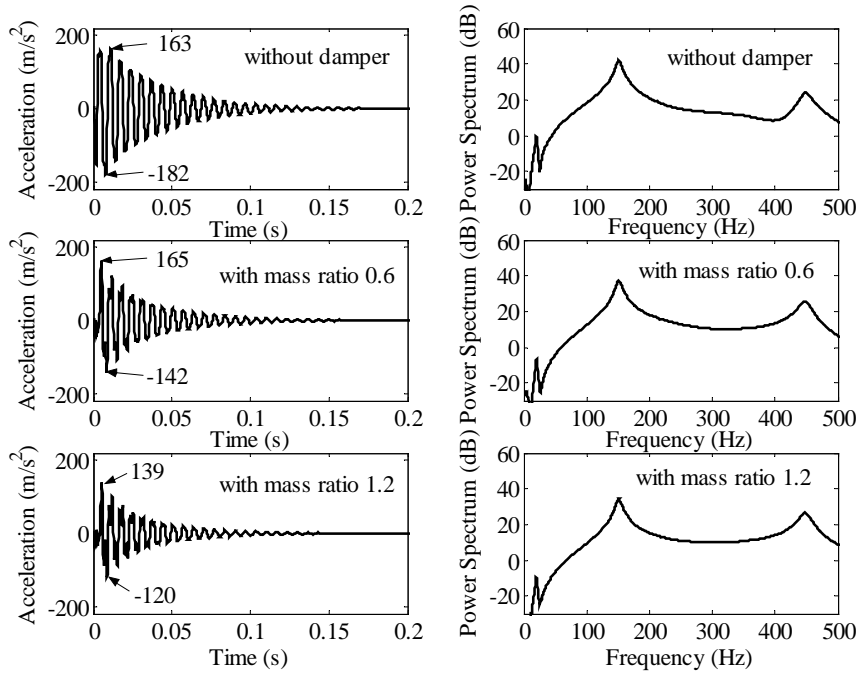 Acceleration (m/s²)
200
0
-200
163
-182
without damper
0 0.05 0.1 0.15 0.2
Time (s)
Power Spectrum (dB)
60
40
20
0
-20
without damper
0 100 200 300 400 500
Frequency (Hz)
Acceleration (m/s²)
200
0
-200
165
-142
with mass ratio 0.6
0 0.05 0.1 0.15 0.2
Time (s)
Power Spectrum (dB)
60
40
20
0
-20
with mass ratio 0.6
0 100 200 300 400 500
Frequency (Hz)
Acceleration (m/s²)
200
0
-200
139
-120
with mass ratio 1.2
0 0.05 0.1 0.15 0.2
Time (s)
Power Spectrum (dB)
60
40
20
0
-20
with mass ratio 1.2
0 100 200 300 400 500
Frequency (Hz)